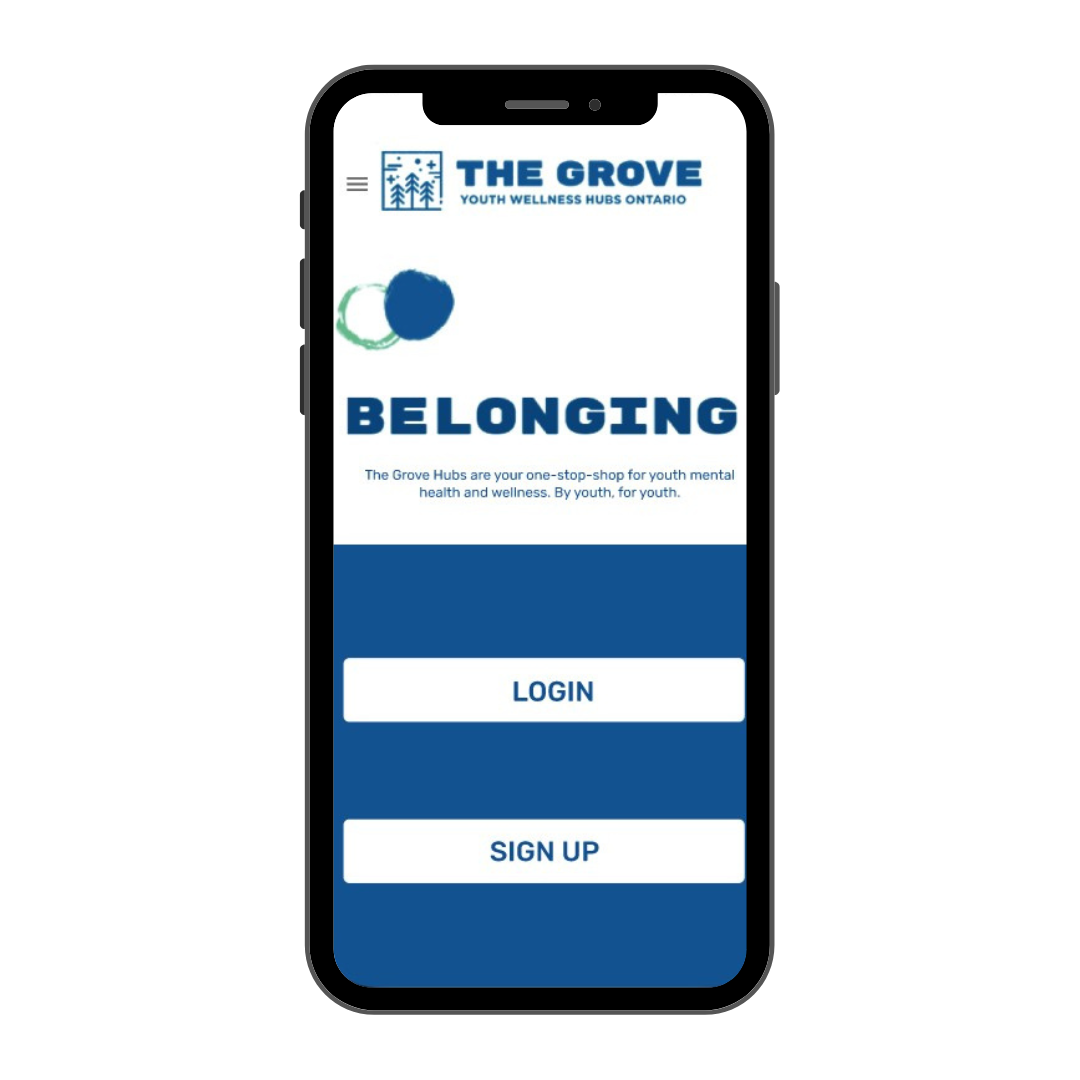 THE GROVE
YOUTH WELLNESS HUBS ONTARIO
BELONGING
The Grove Hubs are your one-stop-shop for youth mental
health and wellness. By youth, for youth.
LOGIN
SIGN UP